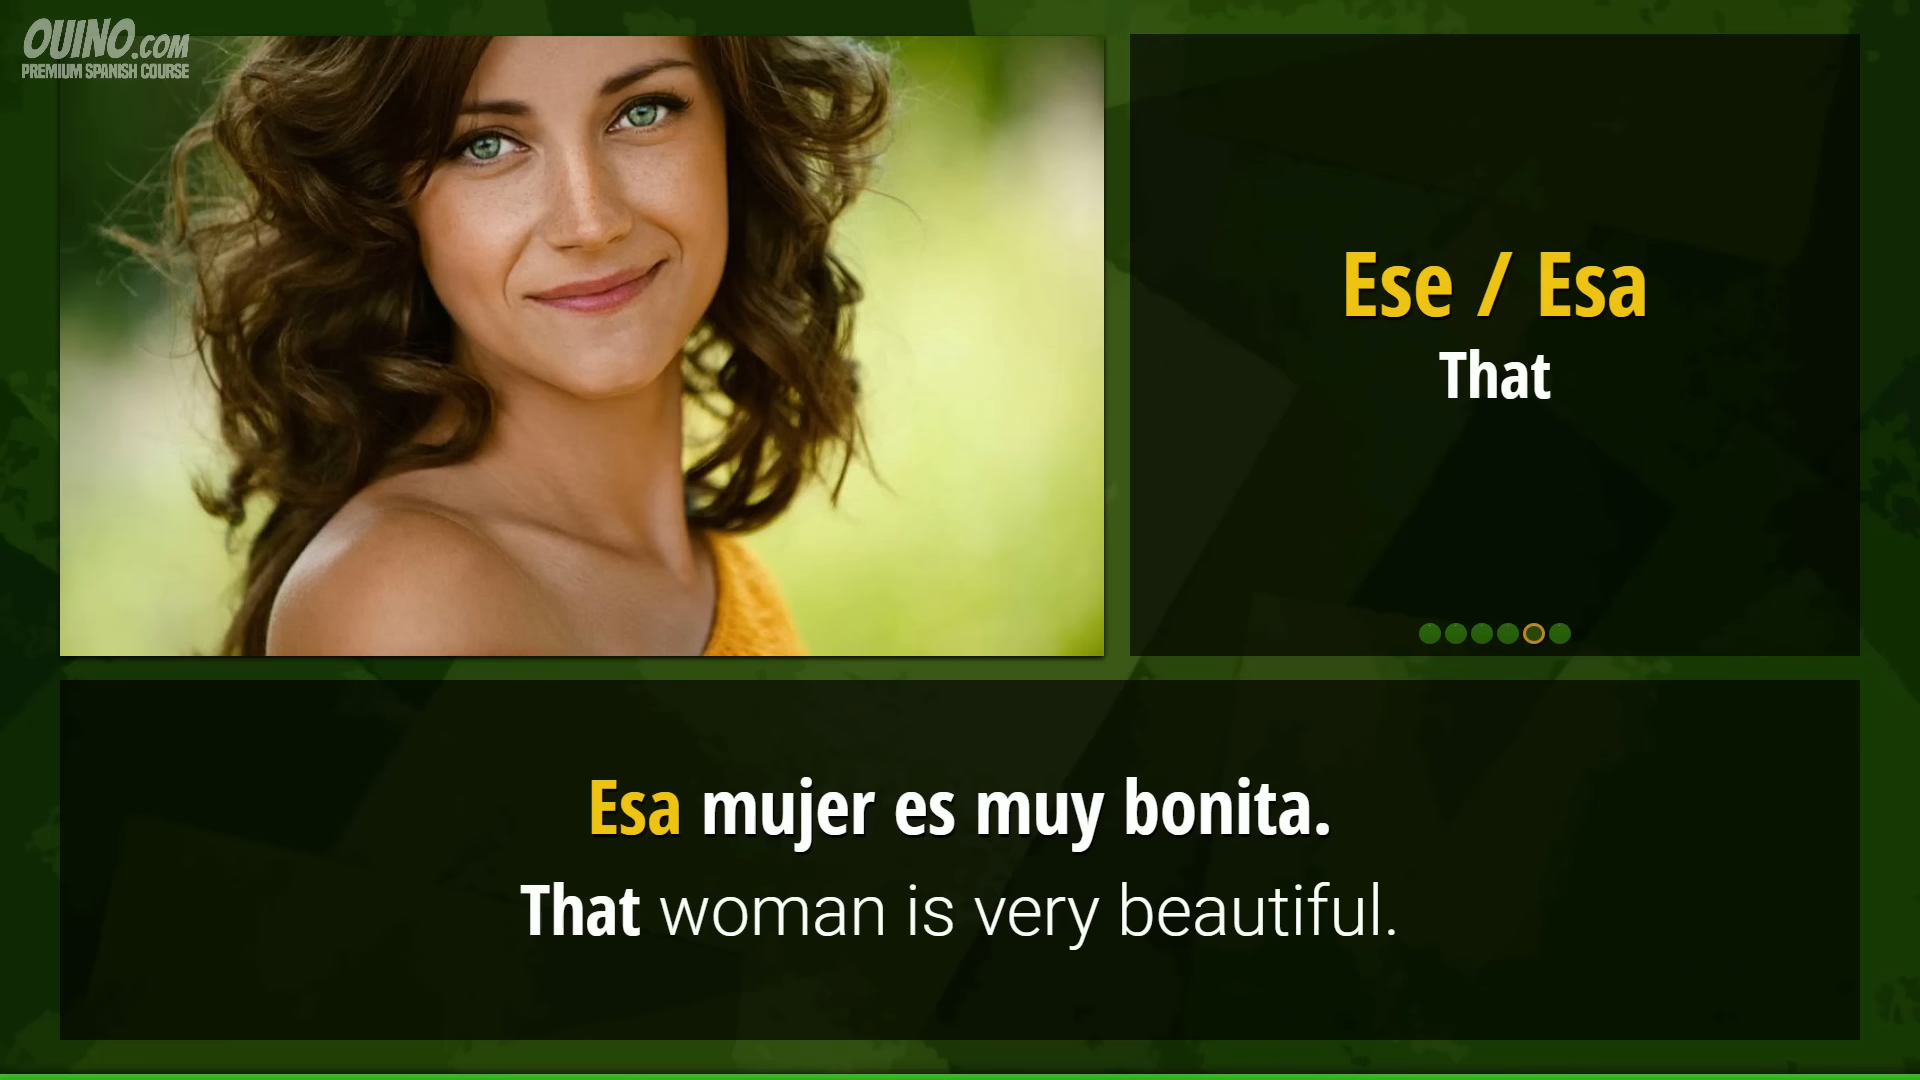 OUINO.COM
PREMIUM SPANISH COURSE
Ese / Esa
That
Esa mujer es muy bonita.
That woman is very beautiful.